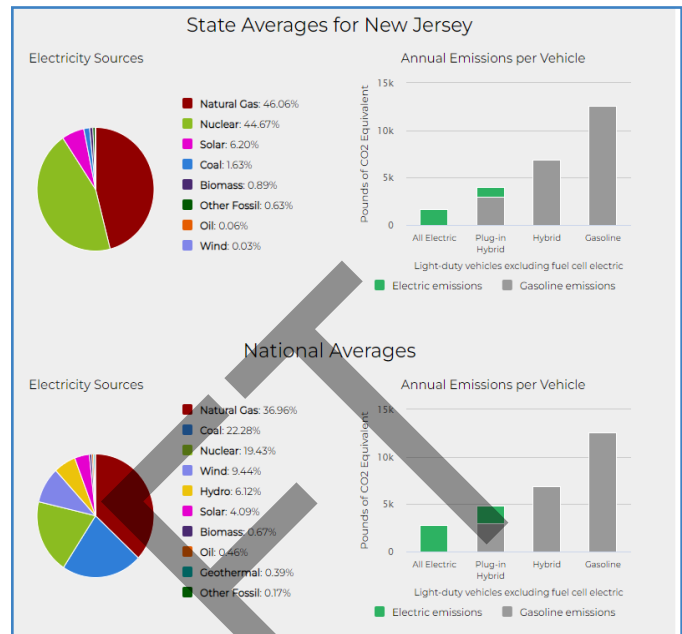 State Averages for New Jersey
Electricity Sources
Natural Gas: 46.06%
Nuclear: 44.67%
Solar: 6.20%
Coal: 1.63%
Biomass: 0.89%
Other Fossil: 0.63%
Oil: 0.06%
Wind: 0.03%
Annual Emissions per Vehicle
Pounds of CO2 Equivalent
15k
10k
5k
0
All Electric
Plug-in
Hybrid
Hybrid
Gasoline
Light-duty vehicles excluding fuel cell electric
Electric emissions
Gasoline emissions
National Averages
Electricity Sources
Natural Gas: 36.96%
Coal: 22.28%
Nuclear: 19.43%
Wind: 9.44%
Hydro: 6.12%
Solar: 4.09%
Biomass: 0.67%
Oil: 0.46%
Geothermal: 0.39%
Other Fossil: 0.17%
Annual Emissions per Vehicle
Pounds of CO2 Equivalent
15k
10k
5k
0
All Electric
Plug-in
Hybrid
Hybrid
Gasoline
Light-duty vehicles excluding fuel cell electric
Electric emissions
Gasoline emissions